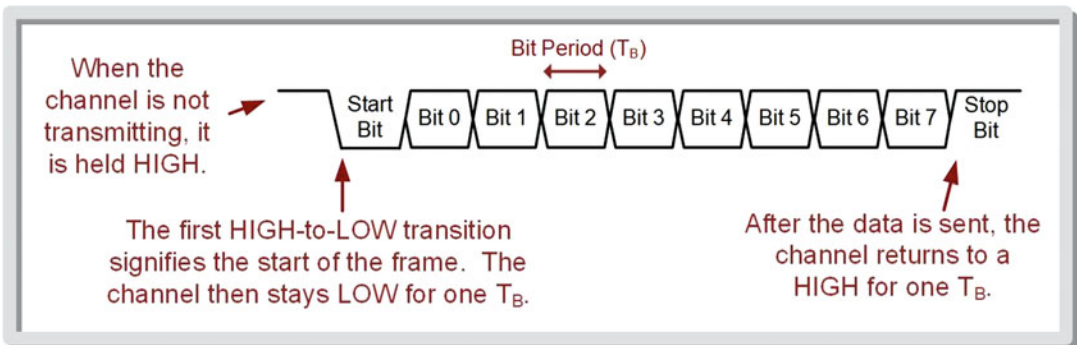 Bit Period (T_B)
When the
channel is not
transmitting, it
is held HIGH.
Start
Bit
Bit 0
Bit 1
Bit 2
Bit 3
Bit 4
Bit 5
Bit 6
Bit 7
Stop
Bit
The first HIGH-to-LOW transition
signifies the start of the frame. The
channel then stays LOW for one T_B.
After the data is sent, the
channel returns to a
HIGH for one T_B.